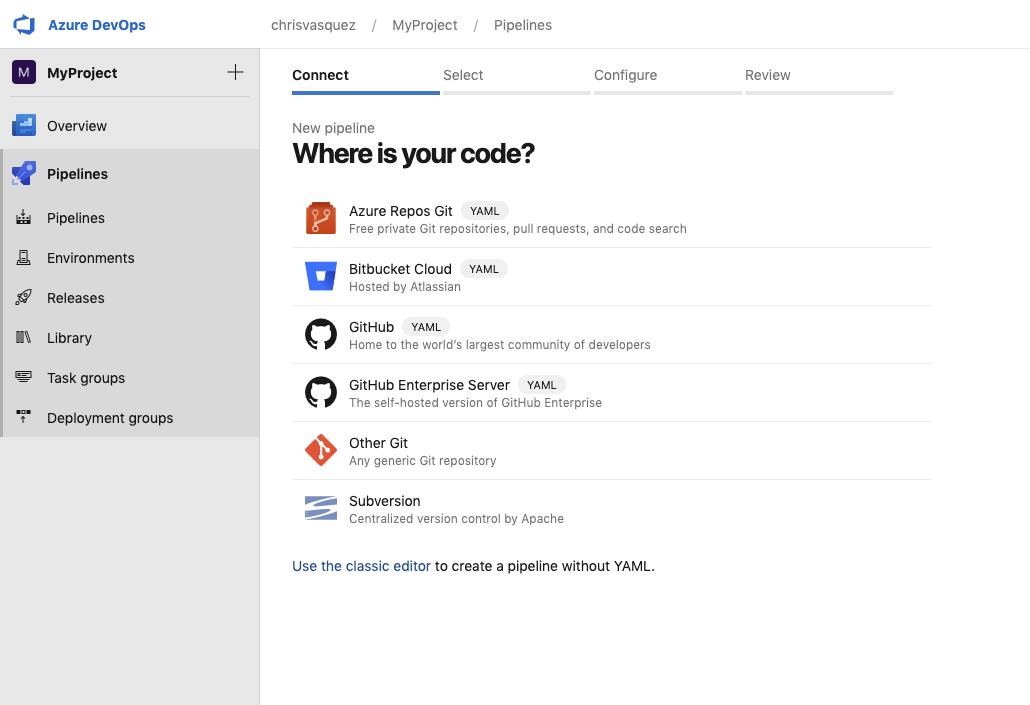 Azure DevOps
chrisvasquez / MyProject / Pipelines
M MyProject
Overview
Pipelines
Pipelines
Environments
Releases
Library
Task groups
Deployment groups
Connect Select Configure Review
New pipeline
Where is your code?
Azure Repos Git YAML
Free private Git repositories, pull requests, and code search
Bitbucket Cloud YAML
Hosted by Atlassian
GitHub YAML
Home to the world’s largest community of developers
GitHub Enterprise Server YAML
The self-hosted version of GitHub Enterprise
Other Git
Any generic Git repository
Subversion
Centralized version control by Apache
Use the classic editor to create a pipeline without YAML.